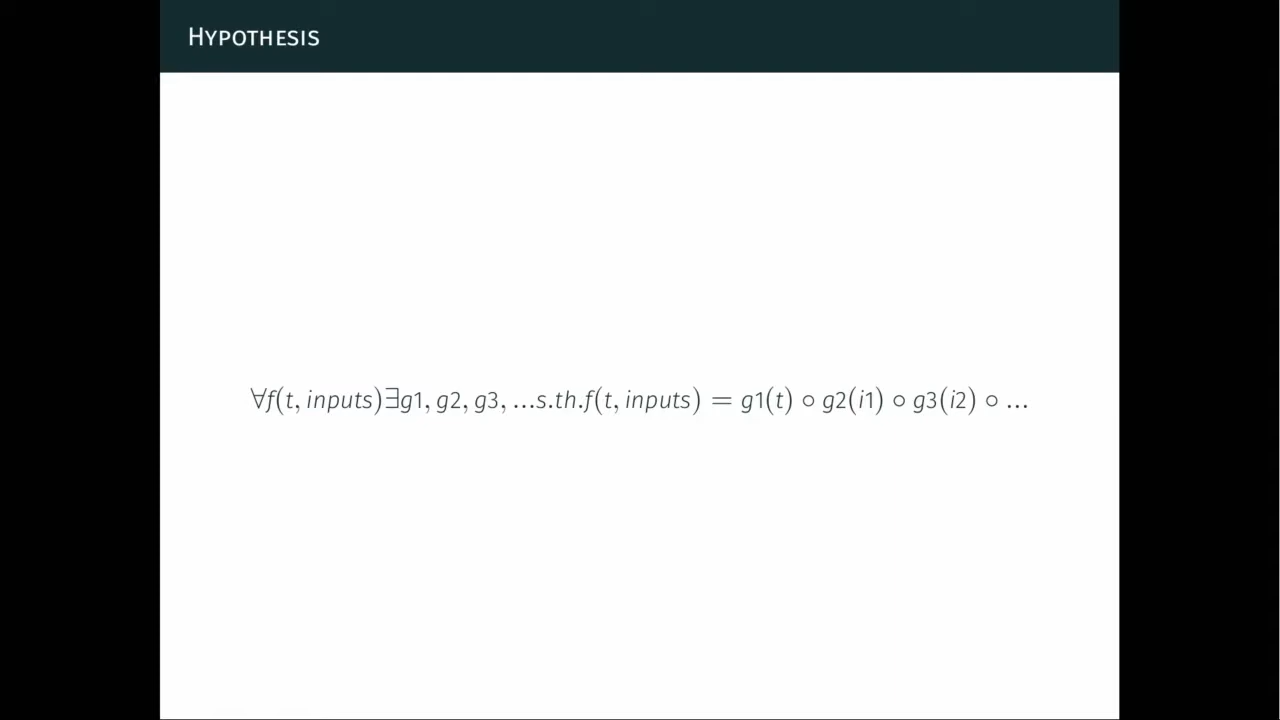 Hypothesis
∀f(t, inputs)∃g1, g2, g3, ...s.th.f(t, inputs) = g1(t) ∘ g2(i1) ∘ g3(i2) ∘ ...